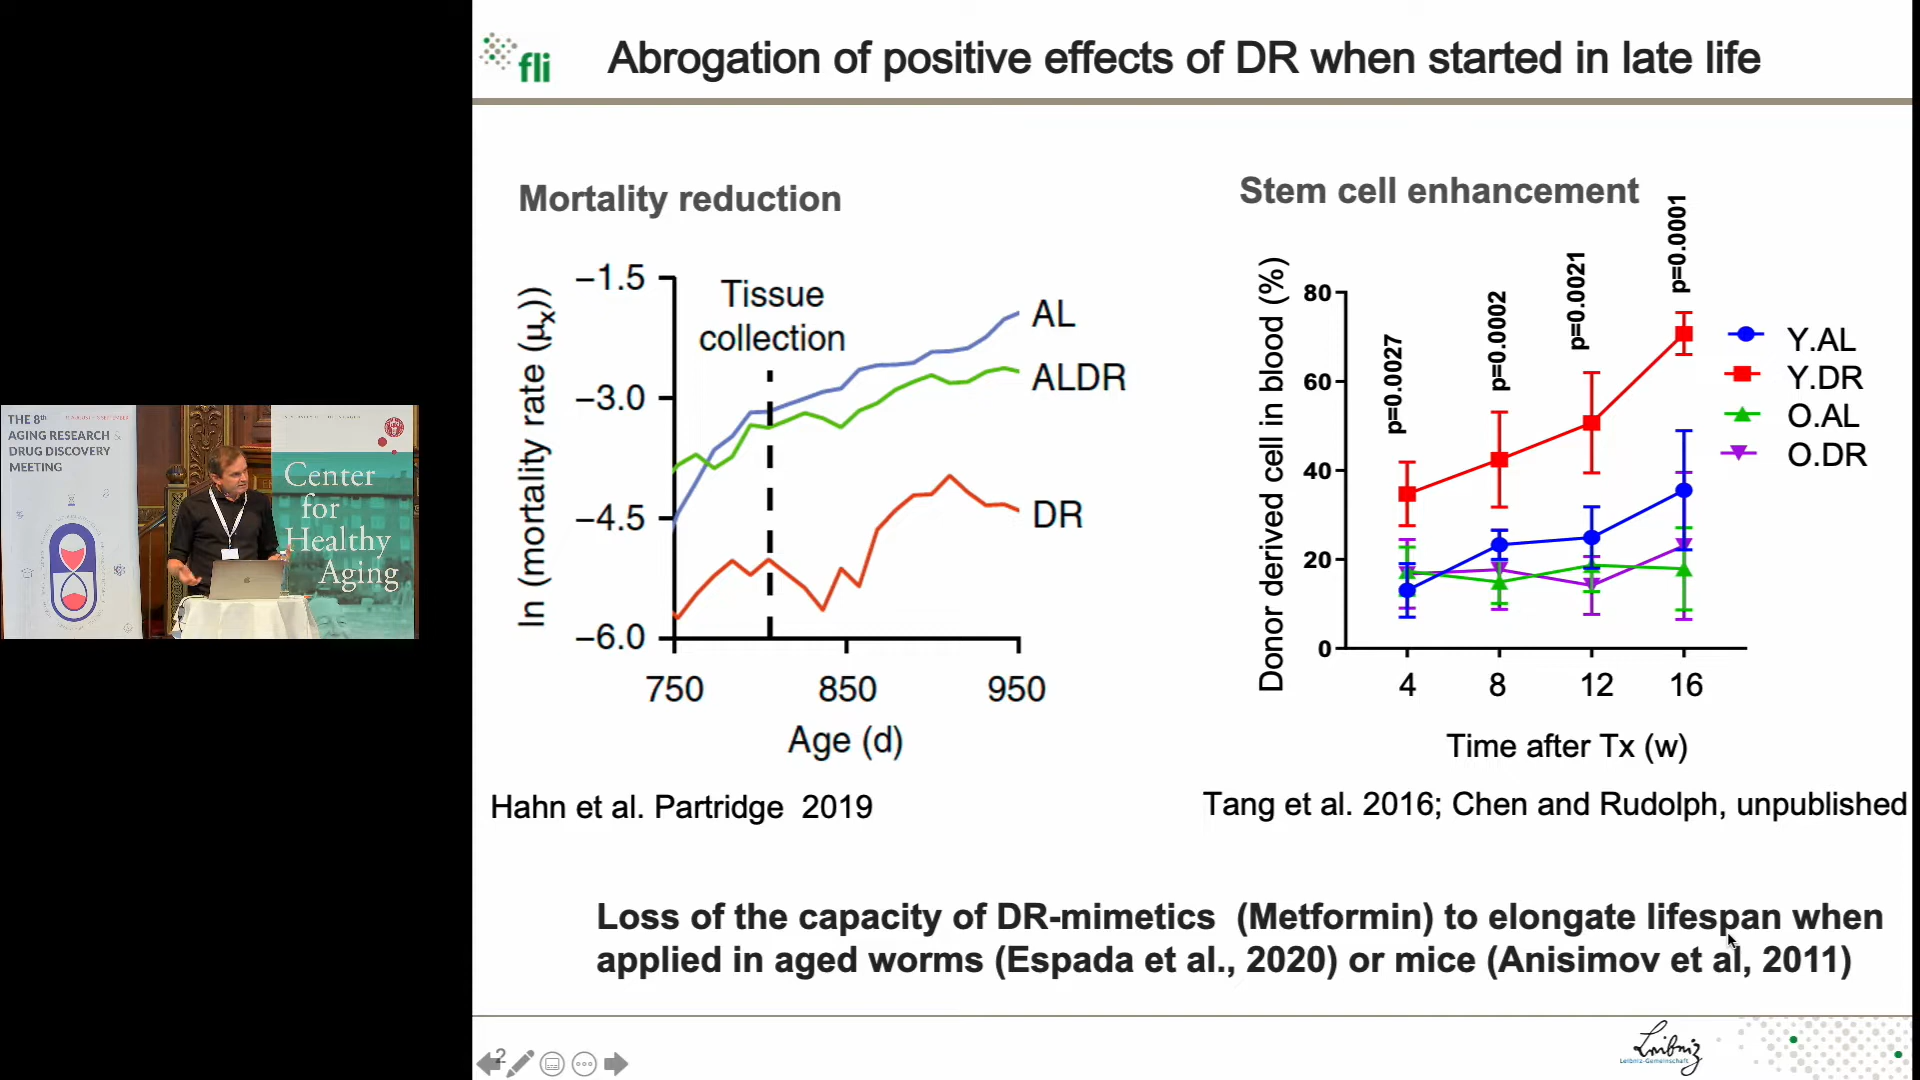 fli
Abrogation of positive effects of DR when started in late life
Mortality reduction
ln (mortality rate (μx))
−1.5
−3.0
−4.5
−6.0
Tissue
collection
AL
ALDR
DR
750
850
950
Age (d)
Hahn et al. Partridge 2019
Stem cell enhancement
Donor derived cell in blood (%)
80
60
40
20
0
p=0.0027
p=0.0002
p=0.0021
p=0.0001
Y.AL
Y.DR
O.AL
O.DR
4
8
12
16
Time after Tx (w)
Tang et al. 2016; Chen and Rudolph, unpublished
Loss of the capacity of DR-mimetics (Metformin) to elongate lifespan when
applied in aged worms (Espada et al., 2020) or mice (Anisimov et al, 2011)
2
Leibniz
Leibniz-Gemeinschaft
THE 8th
AGING RESEARCH &
DRUG DISCOVERY
MEETING
Center
for
Healthy
Aging